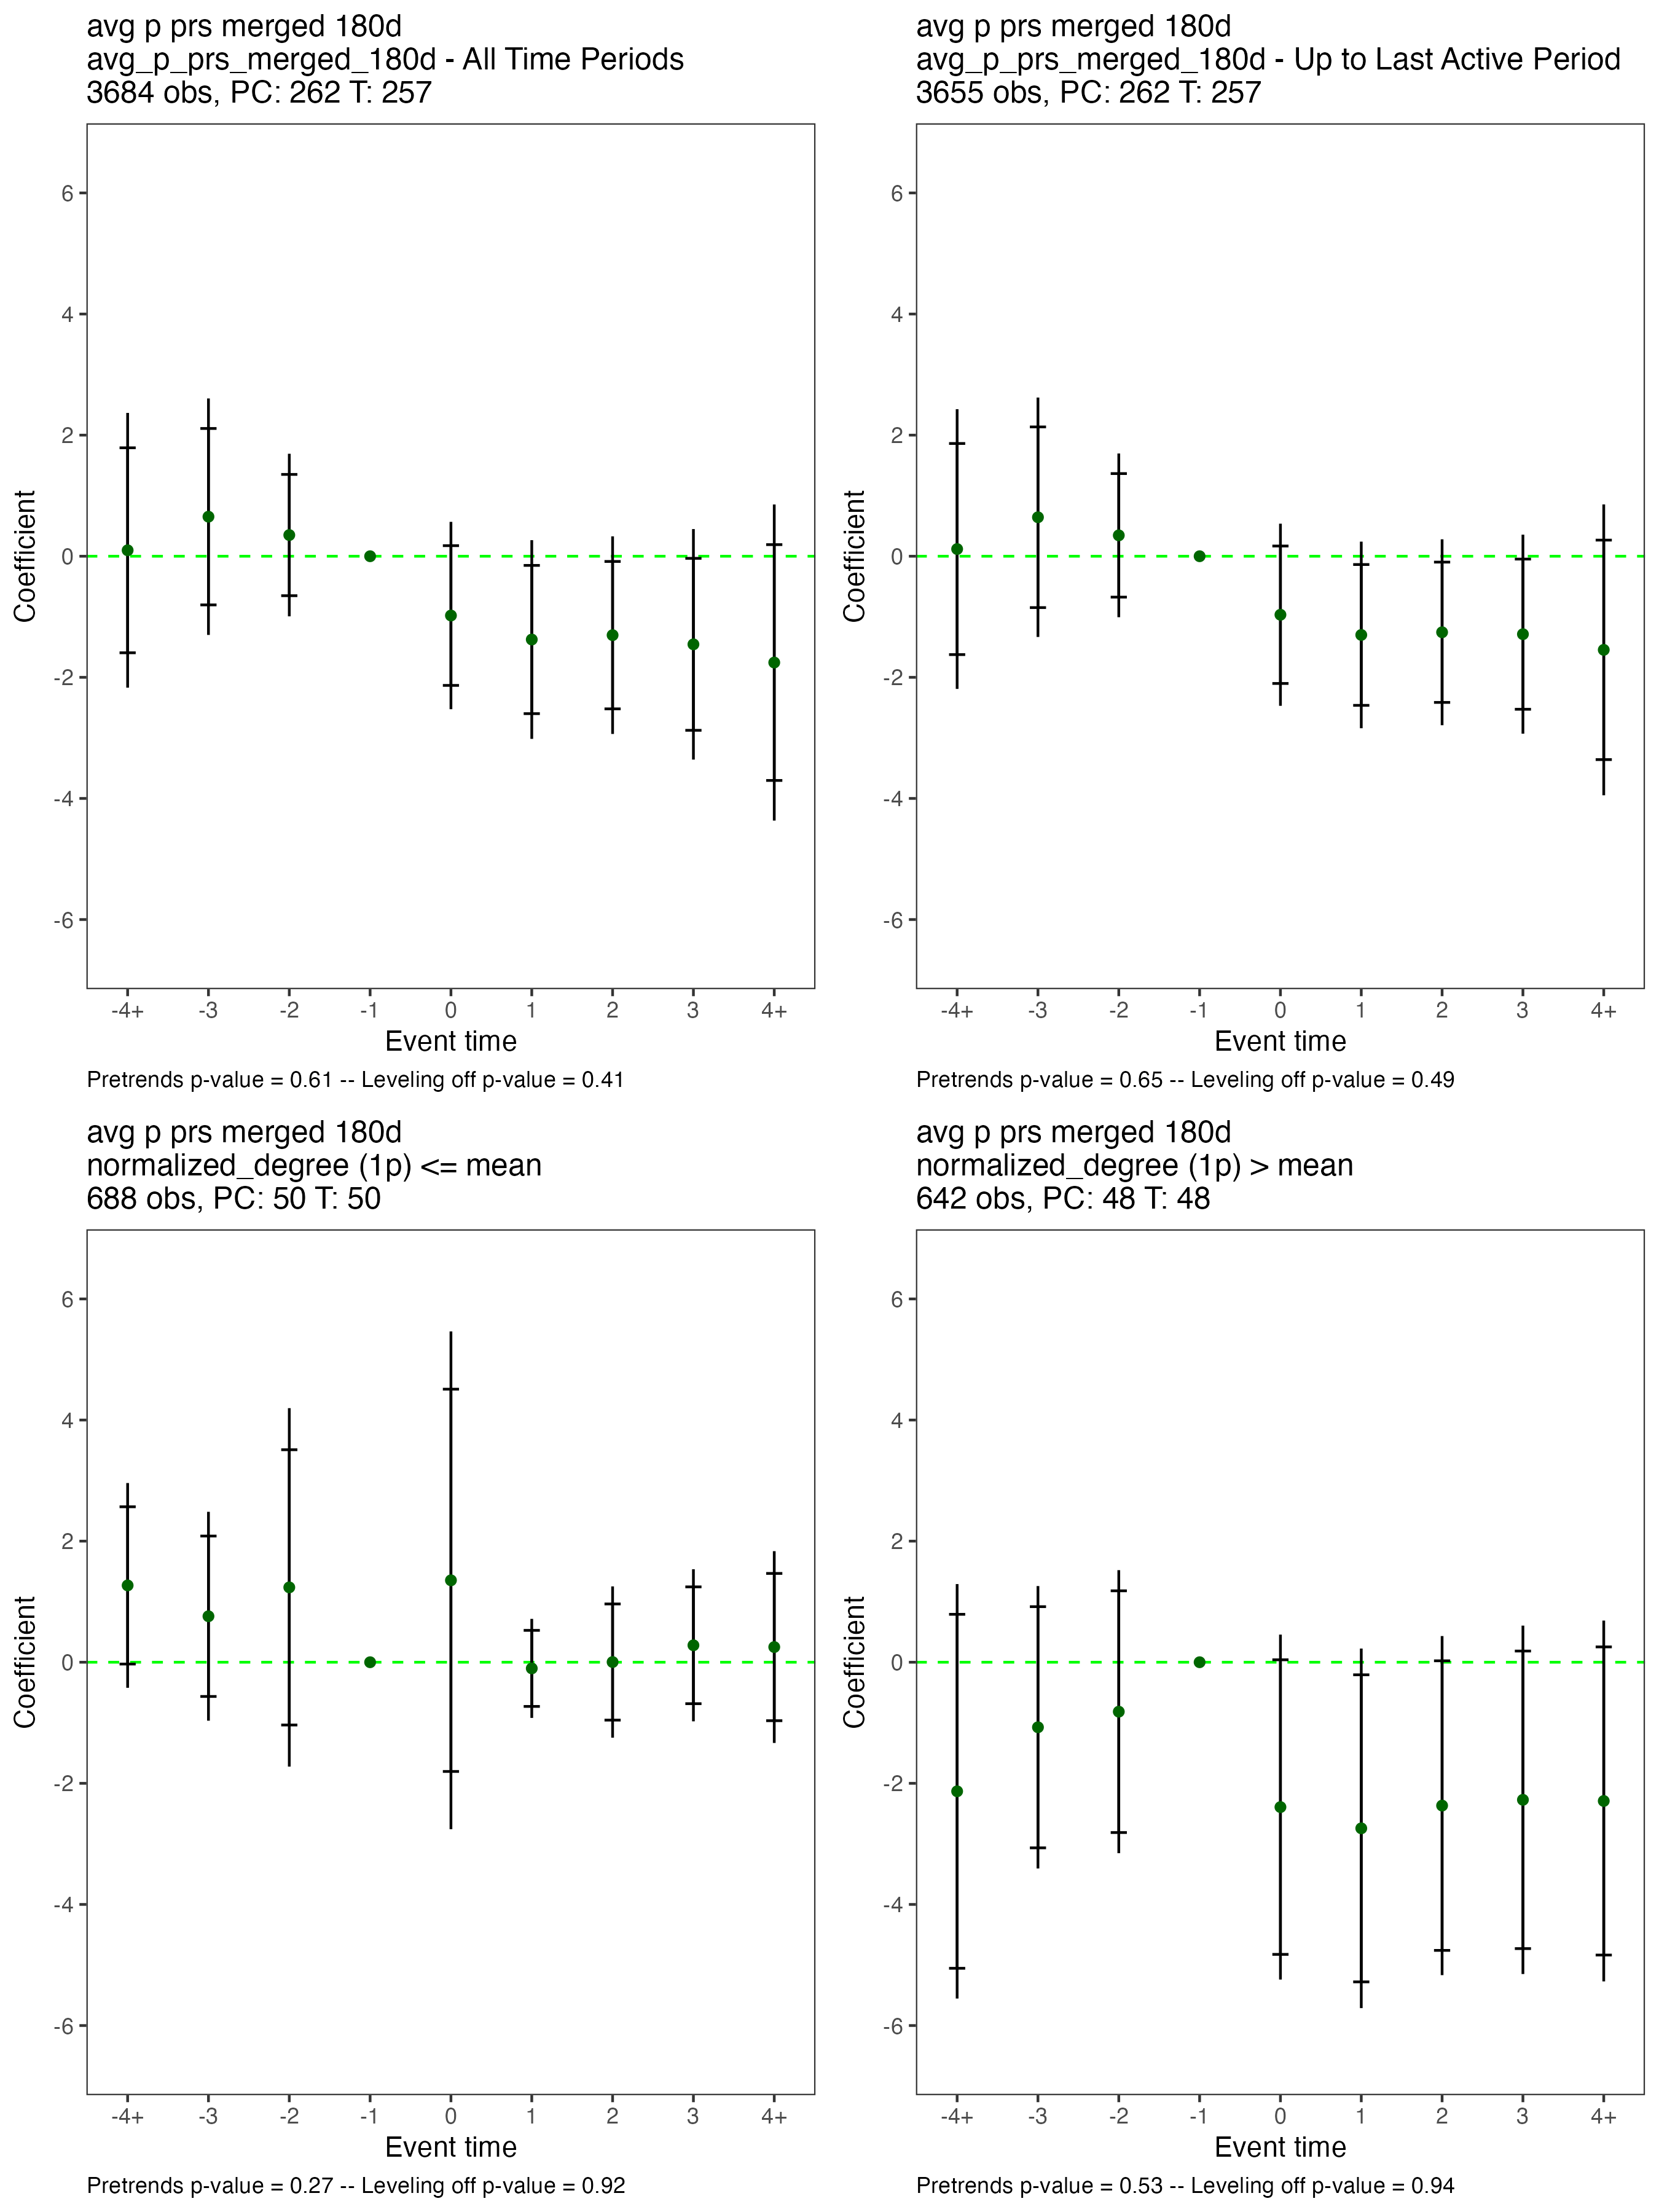 avg p prs merged 180d
avg_p_prs_merged_180d - All Time Periods
3684 obs, PC: 262 T: 257
6
4
2
0
-2
-4
-6
Coefficient
-4+ -3 -2 -1 0 1 2 3 4+
Event time
Pretrends p-value = 0.61 -- Leveling off p-value = 0.41
avg p prs merged 180d
avg_p_prs_merged_180d - Up to Last Active Period
3655 obs, PC: 262 T: 257
6
4
2
0
-2
-4
-6
Coefficient
-4+ -3 -2 -1 0 1 2 3 4+
Event time
Pretrends p-value = 0.65 -- Leveling off p-value = 0.49
avg p prs merged 180d
normalized_degree (1p) <= mean
688 obs, PC: 50 T: 50
6
4
2
0
-2
-4
-6
Coefficient
-4+ -3 -2 -1 0 1 2 3 4+
Event time
Pretrends p-value = 0.27 -- Leveling off p-value = 0.92
avg p prs merged 180d
normalized_degree (1p) > mean
642 obs, PC: 48 T: 48
6
4
2
0
-2
-4
-6
Coefficient
-4+ -3 -2 -1 0 1 2 3 4+
Event time
Pretrends p-value = 0.53 -- Leveling off p-value = 0.94